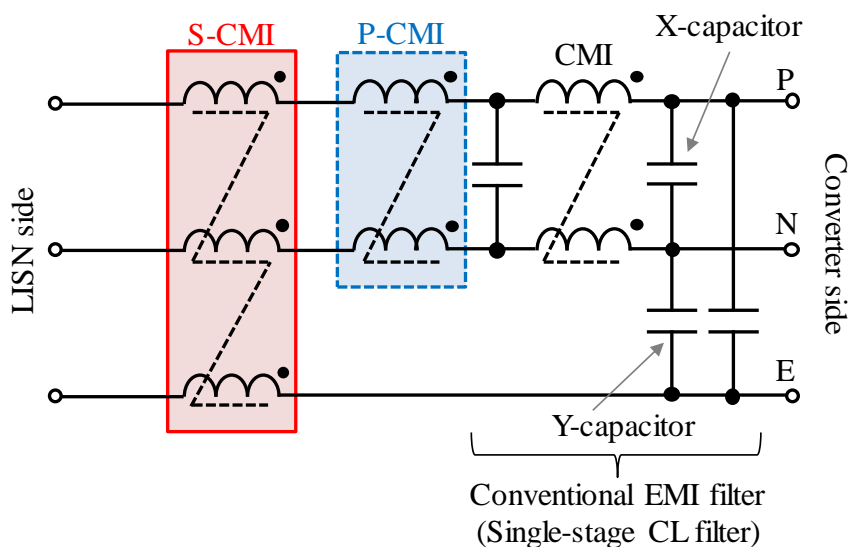 S-CMI
P-CMI
CMI
X-capacitor
P
LISN side
N
Converter side
E
Y-capacitor
Conventional EMI filter
(Single-stage CL filter)